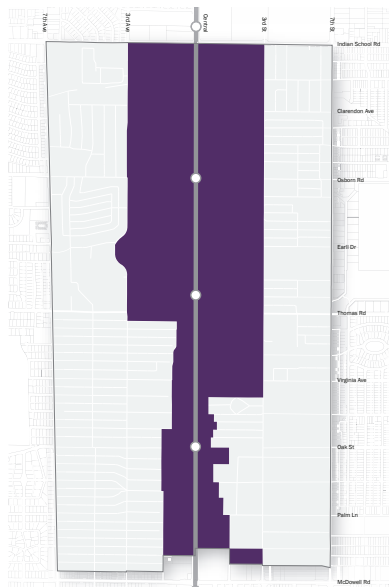 7th Ave
3rd Ave
Central
3rd St.
7th St.
Indian School Rd
Clarendon Ave
Osborn Rd
Earll Dr
Thomas Rd
Virginia Ave
Oak St
Palm Ln
McDowell Rd